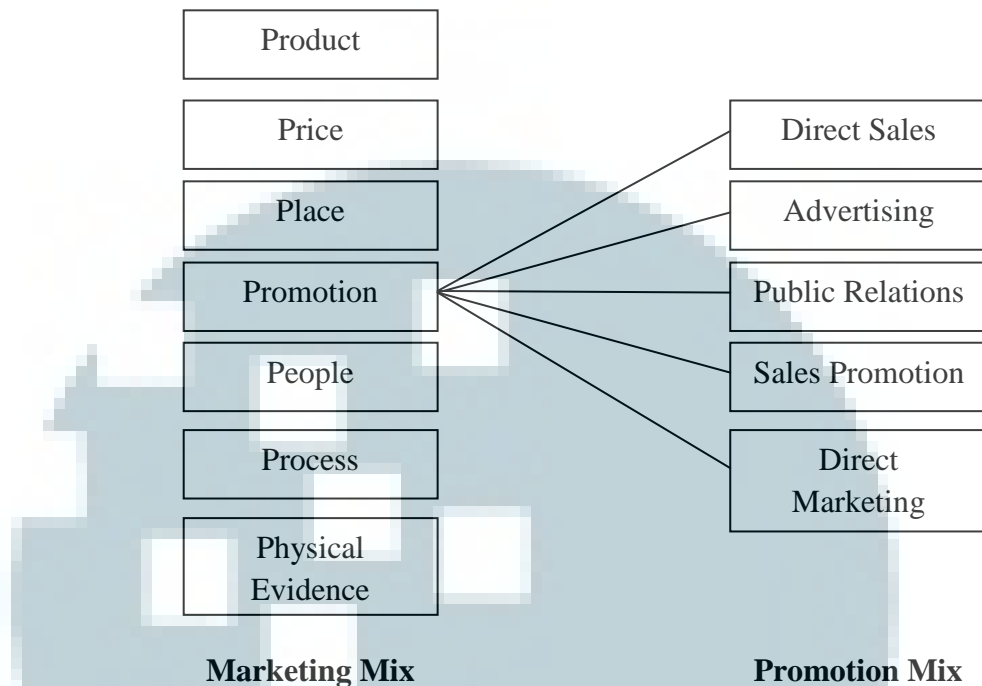 Product
Price
Place
Promotion
People
Process
Physical
Evidence
Marketing Mix
Direct Sales
Advertising
Public Relations
Sales Promotion
Direct
Marketing
Promotion Mix